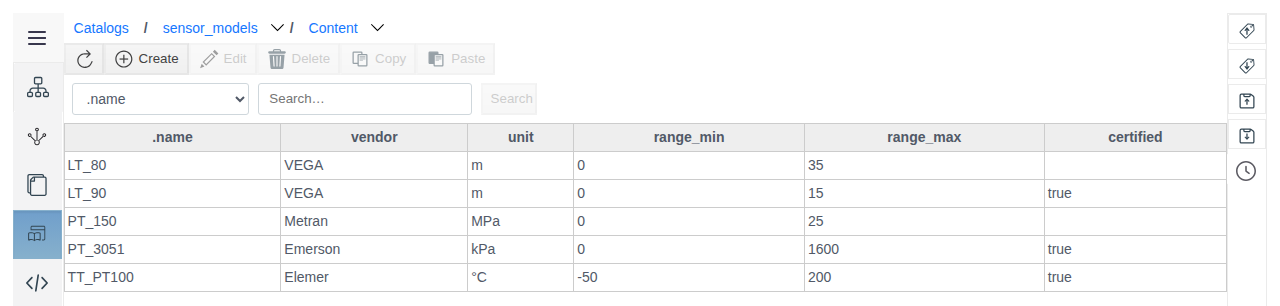 Catalogs / sensor_models / Content
Create Edit Delete Copy Paste
.name Search... Search
.name vendor unit range_min range_max certified
LT_80 VEGA m 0 35
LT_90 VEGA m 0 15 true
PT_150 Metran MPa 0 25
PT_3051 Emerson kPa 0 1600 true
TT_PT100 Elemer °C -50 200 true